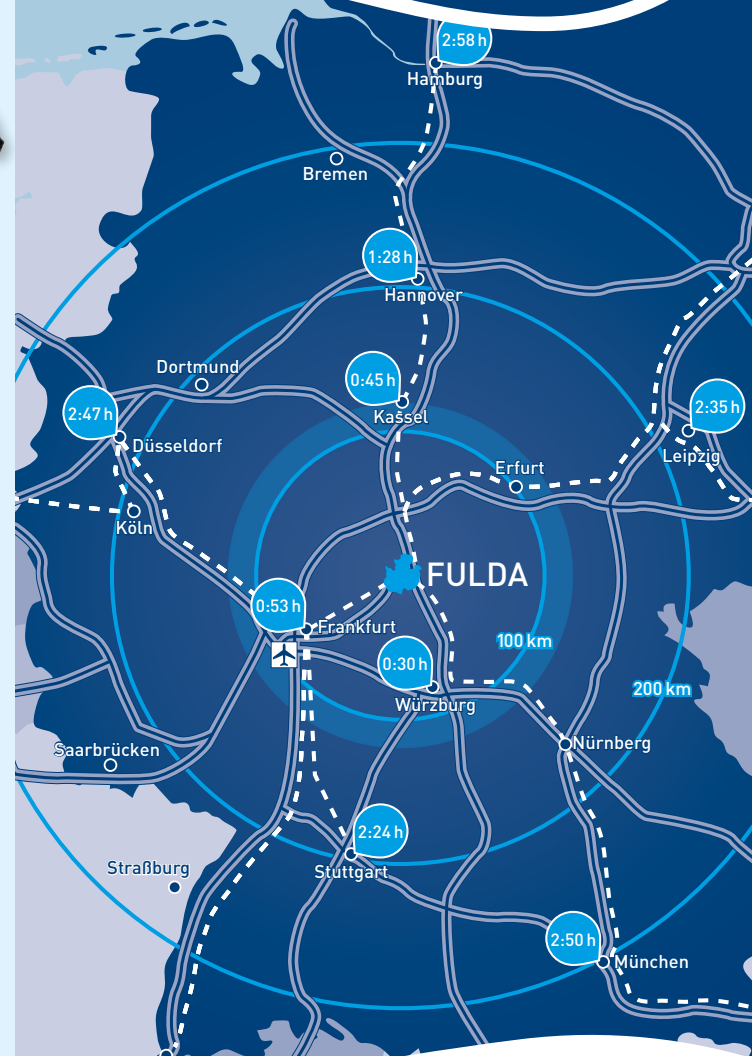 2:58 h
Hamburg
Bremen
1:28 h
Hannover
Dortmund
0:45 h
Kassel
2:47 h
Düsseldorf
2:35 h
Leipzig
Erfurt
Köln
FULDA
0:53 h
Frankfurt
100 km
0:30 h
Würzburg
200 km
Saarbrücken
Nürnberg
2:24 h
Stuttgart
Straßburg
2:50 h
München